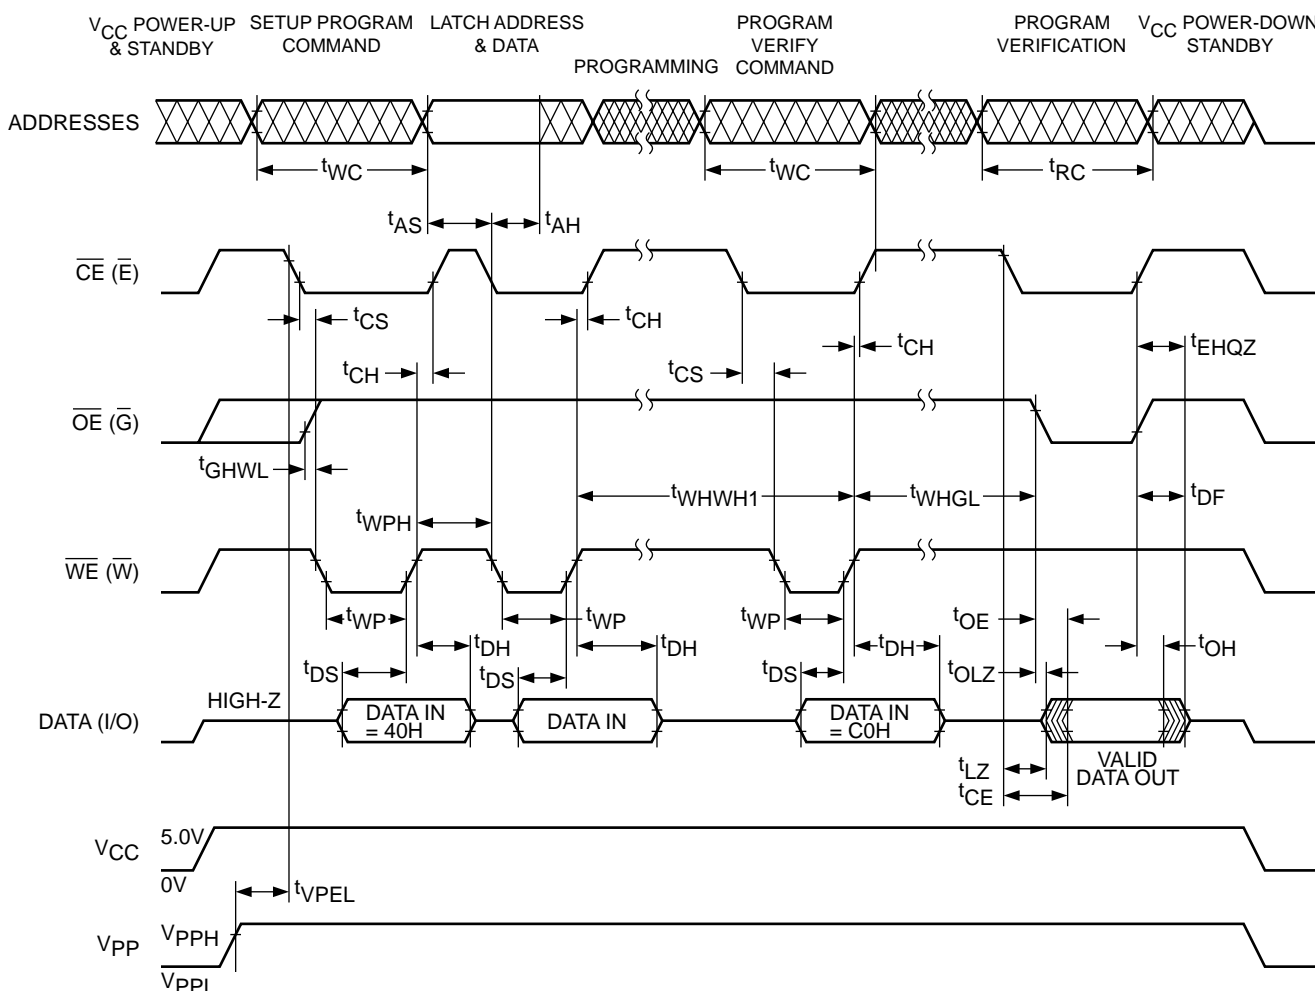 VCC POWER-UP
& STANDBY
SETUP PROGRAM
COMMAND
LATCH ADDRESS
& DATA
PROGRAMMING
PROGRAM
VERIFY
COMMAND
PROGRAM
VERIFICATION
VCC POWER-DOWN
STANDBY
ADDRESSES
tWC
tWC
tRC
tAS
tAH
CE (E)
tCS
tCH
tCH
tCS
tCH
tEHQZ
OE (G)
tGHWL
tWPH
tWHWH1
tWHGL
tDF
WE (W)
tWP
tWP
tWP
tOE
tDH
tDH
tDH
tOH
tDS
tDS
tDS
tOLZ
HIGH-Z
DATA (I/O)
DATA IN
= 40H
DATA IN
DATA IN
= C0H
VALID
DATA OUT
tLZ
tCE
VCC
5.0V
0V
tVPEL
VPP
VPPH
VPPL